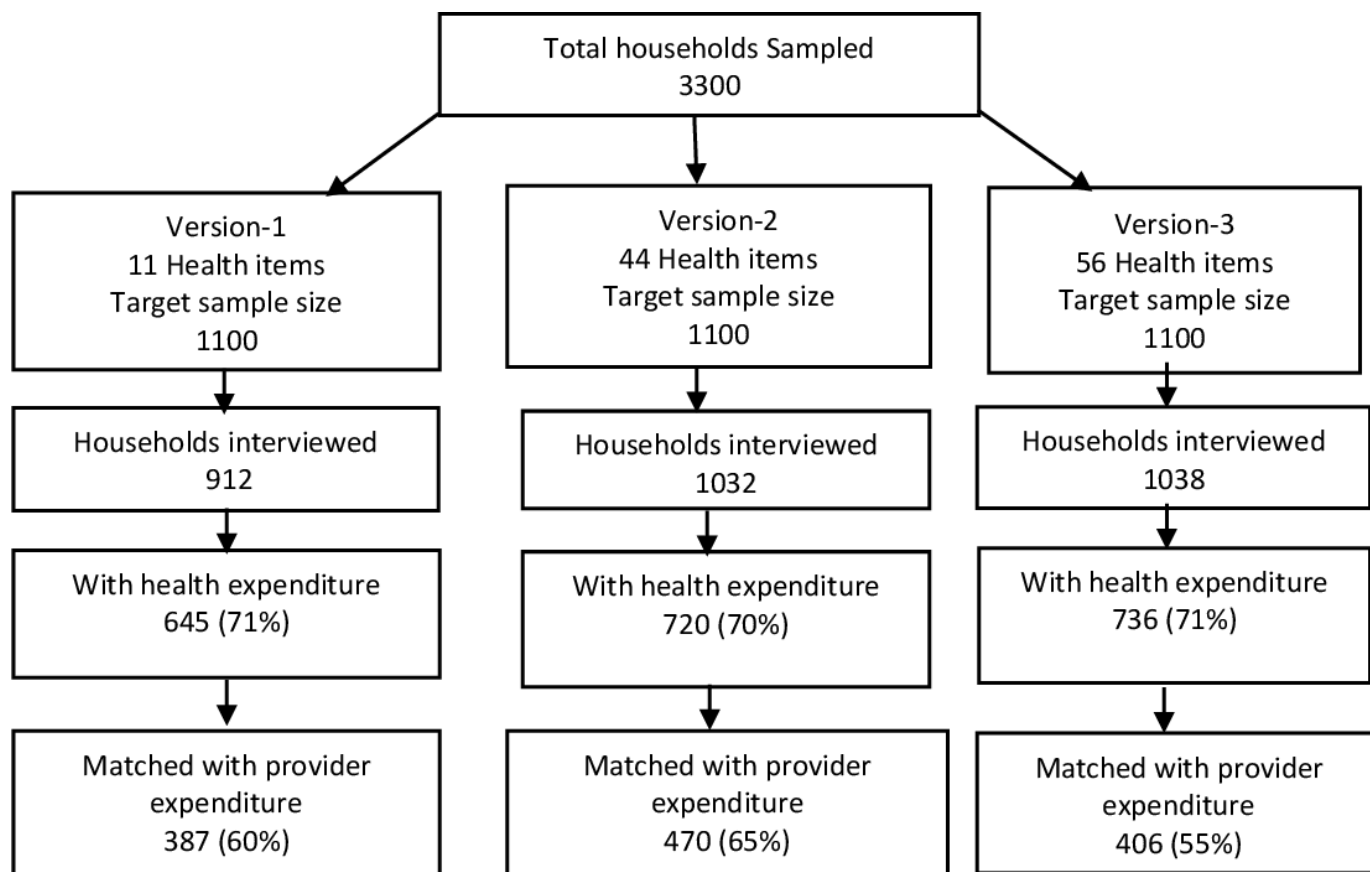 Total households Sampled
3300
Version-1
11 Health items
Target sample size
1100
Version-2
44 Health items
Target sample size
1100
Version-3
56 Health items
Target sample size
1100
Households interviewed
912
Households interviewed
1032
Households interviewed
1038
With health expenditure
645 (71%)
With health expenditure
720 (70%)
With health expenditure
736 (71%)
Matched with provider
expenditure
387 (60%)
Matched with provider
expenditure
470 (65%)
Matched with provider
expenditure
406 (55%)